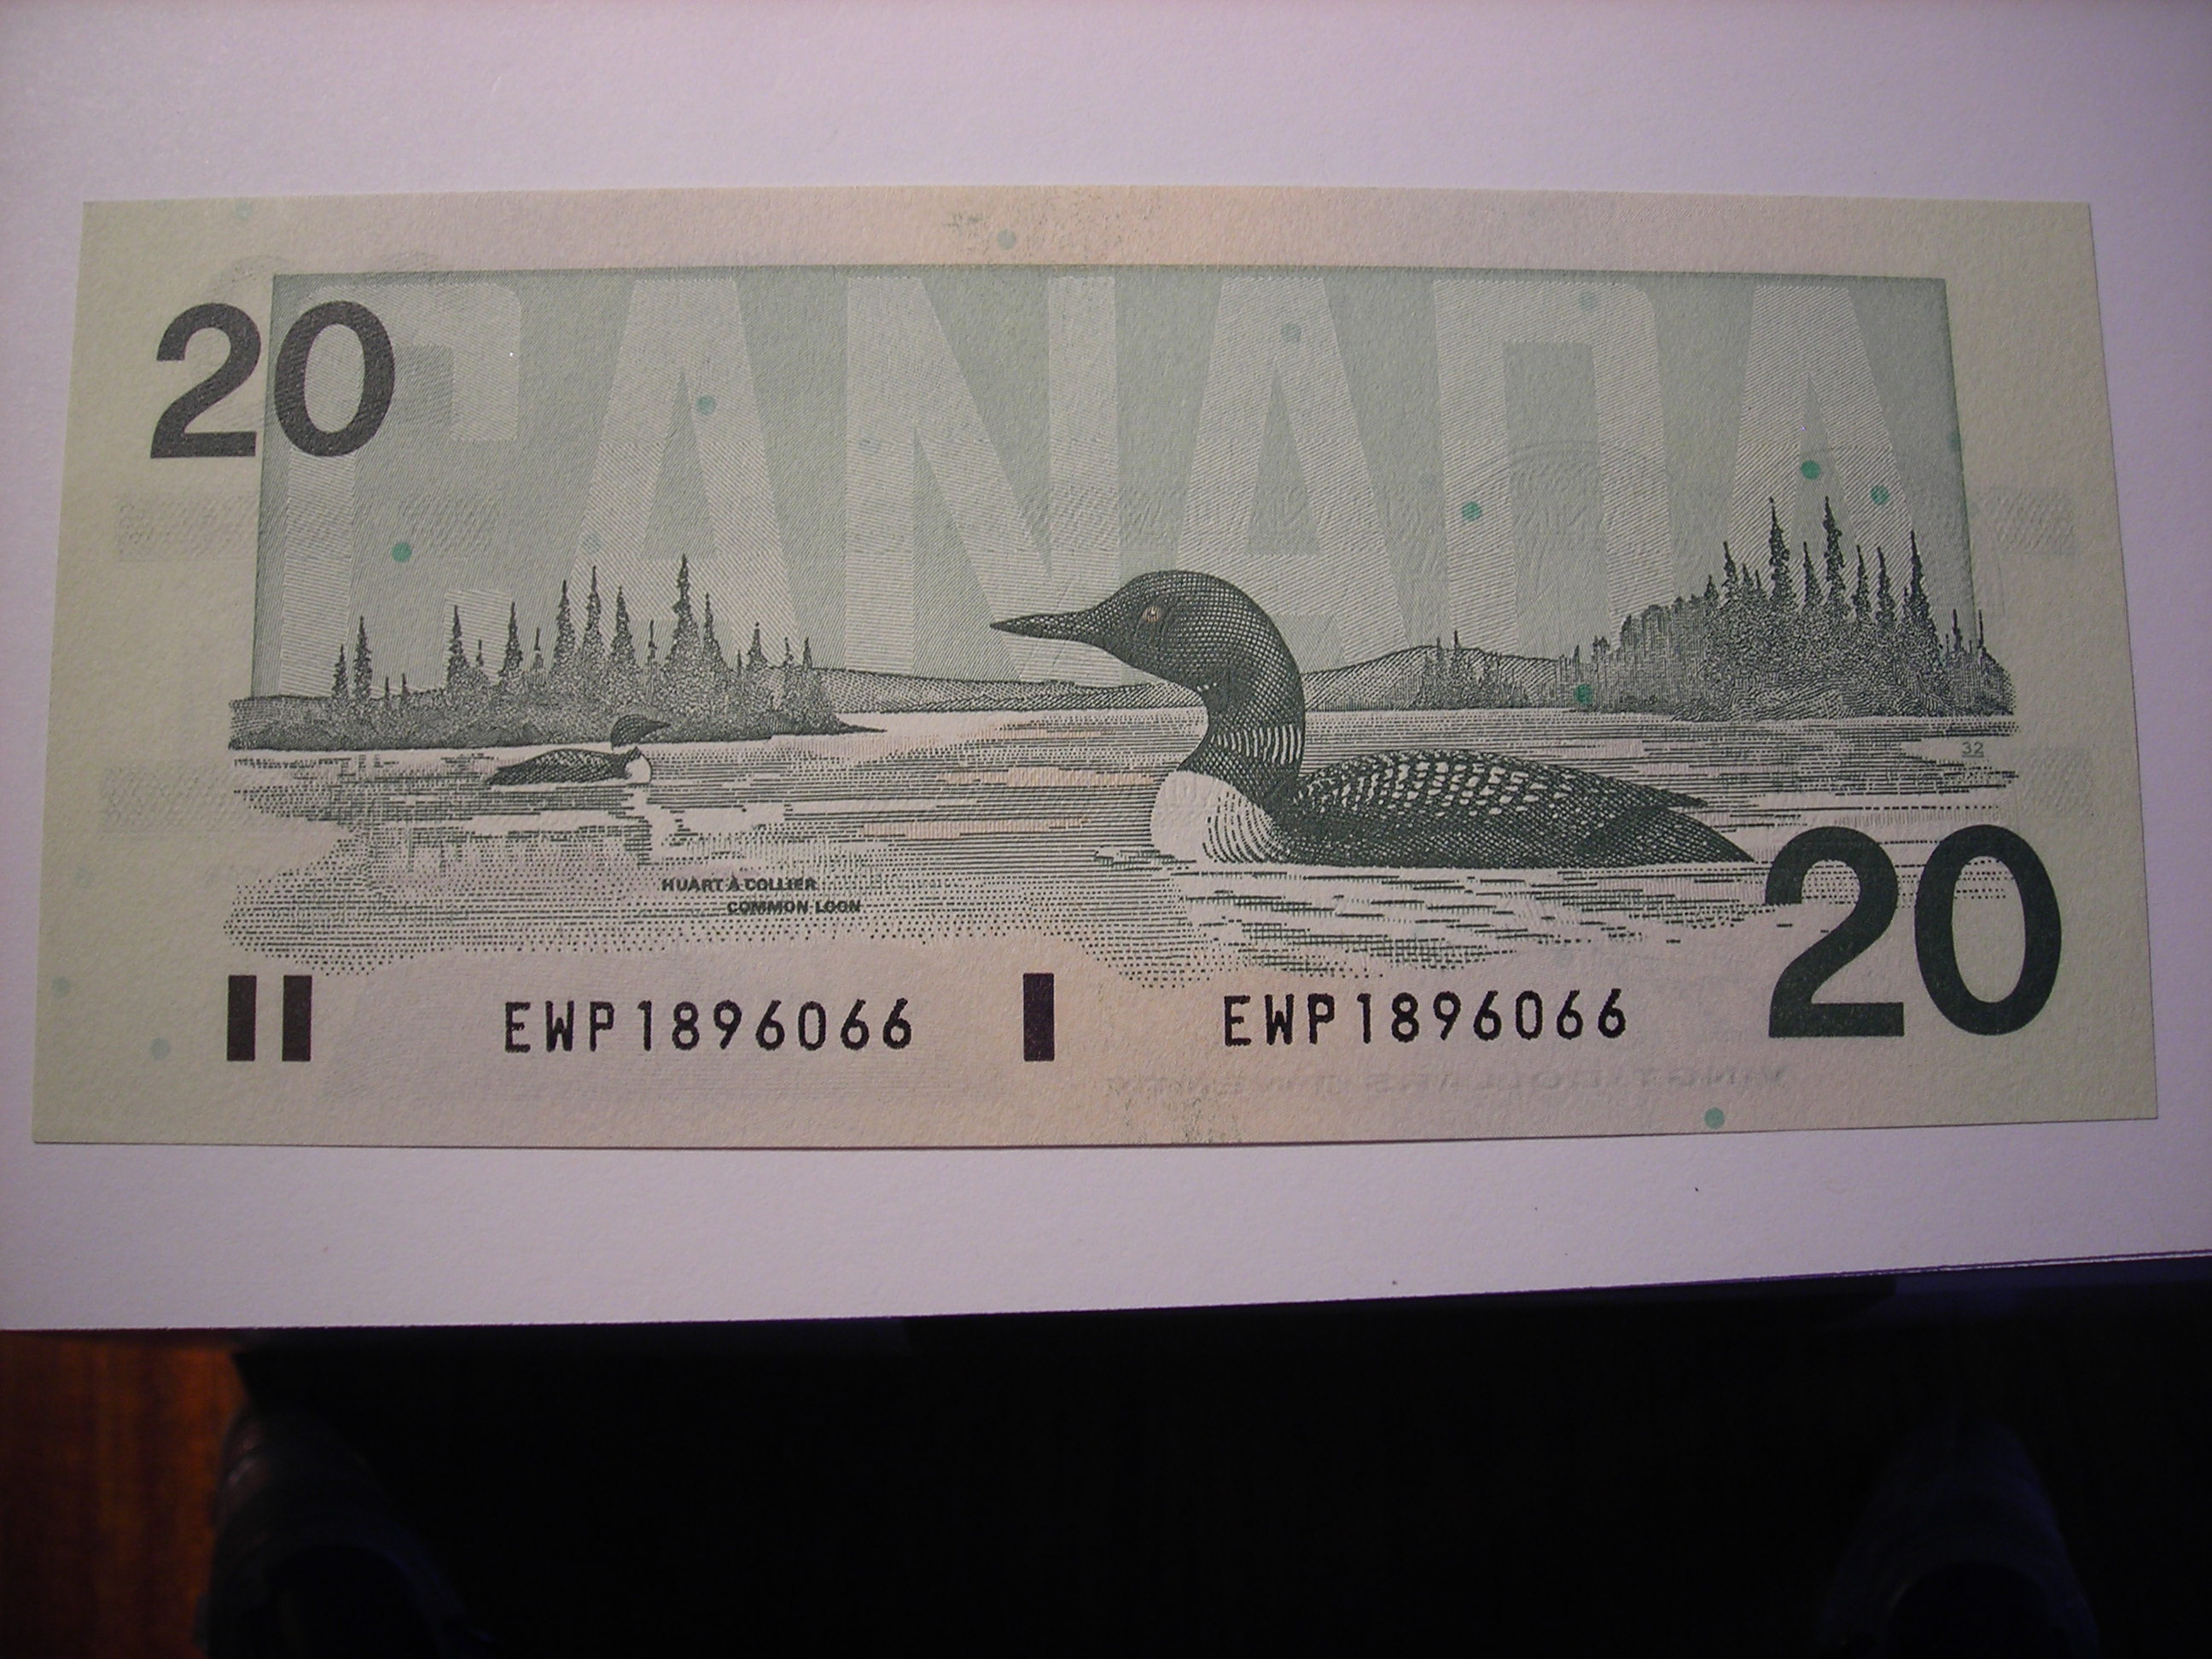 20
CANADA
32
HUART À COLLIER
COMMON LOON
20
EWP1896066 EWP1896066